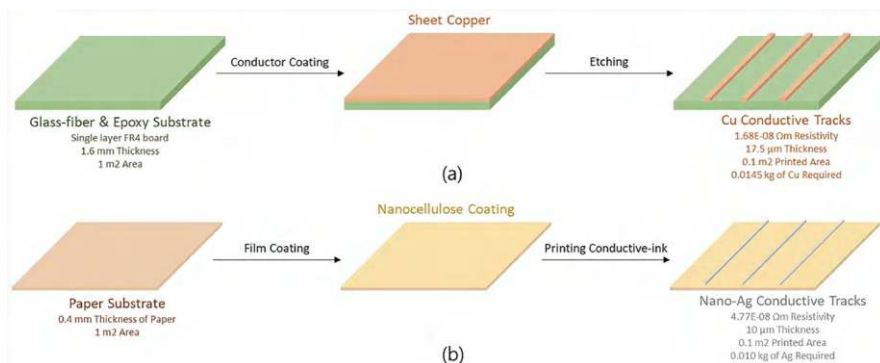 Sheet Copper
Conductor Coating
Etching
Glass-fiber & Epoxy Substrate
Single layer FR4 board
1.6 mm Thickness
1 m2 Area
Cu Conductive Tracks
1.68E-08 Ωm Resistivity
17.5 μm Thickness
0.1 m2 Printed Area
0.0145 kg of Cu Required
(a)
Nanocellulose Coating
Film Coating
Printing Conductive-ink
Paper Substrate
0.4 mm Thickness of Paper
1 m2 Area
Nano-Ag Conductive Tracks
4.77E-08 Ωm Resistivity
10 μm Thickness
0.1 m2 Printed Area
0.010 kg of Ag Required
(b)